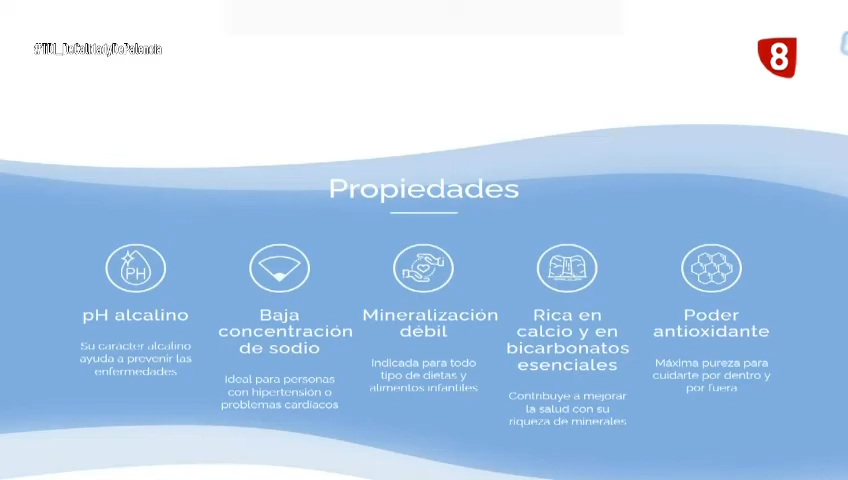 8
Propiedades
PH
pH alcalino
Su carácter alcalino
ayuda a prevenir las
enfermedades
Baja
concentración
de sodio
Ideal para personas
con hipertensión o
problemas cardíacos
Mineralización
débil
Indicada para todo
tipo de dietas y
alimentos infantiles
Rica en
calcio y en
bicarbonatos
esenciales
Contribuye a mejorar
la salud con su
riqueza de minerales
Poder
antioxidante
Máxima pureza para
cuidarte por dentro y
por fuera